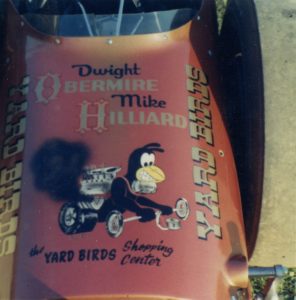 Dwight
OBERMIRE
Mike
HILLIARD
YARD BIRDS
the YARD BIRDS Shopping
Center